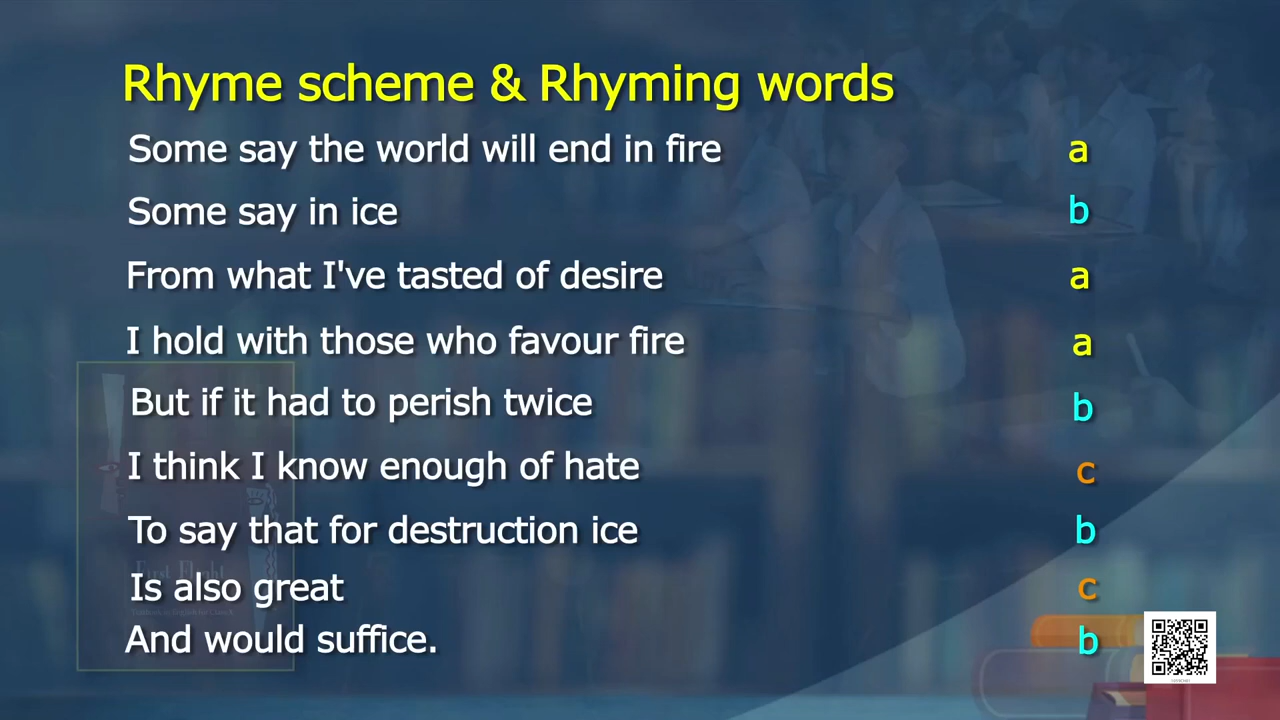 Rhyme scheme & Rhyming words
Some say the world will end in fire a
Some say in ice b
From what I've tasted of desire a
I hold with those who favour fire a
But if it had to perish twice b
I think I know enough of hate c
To say that for destruction ice b
First Flight
Is also great c
And would suffice. b